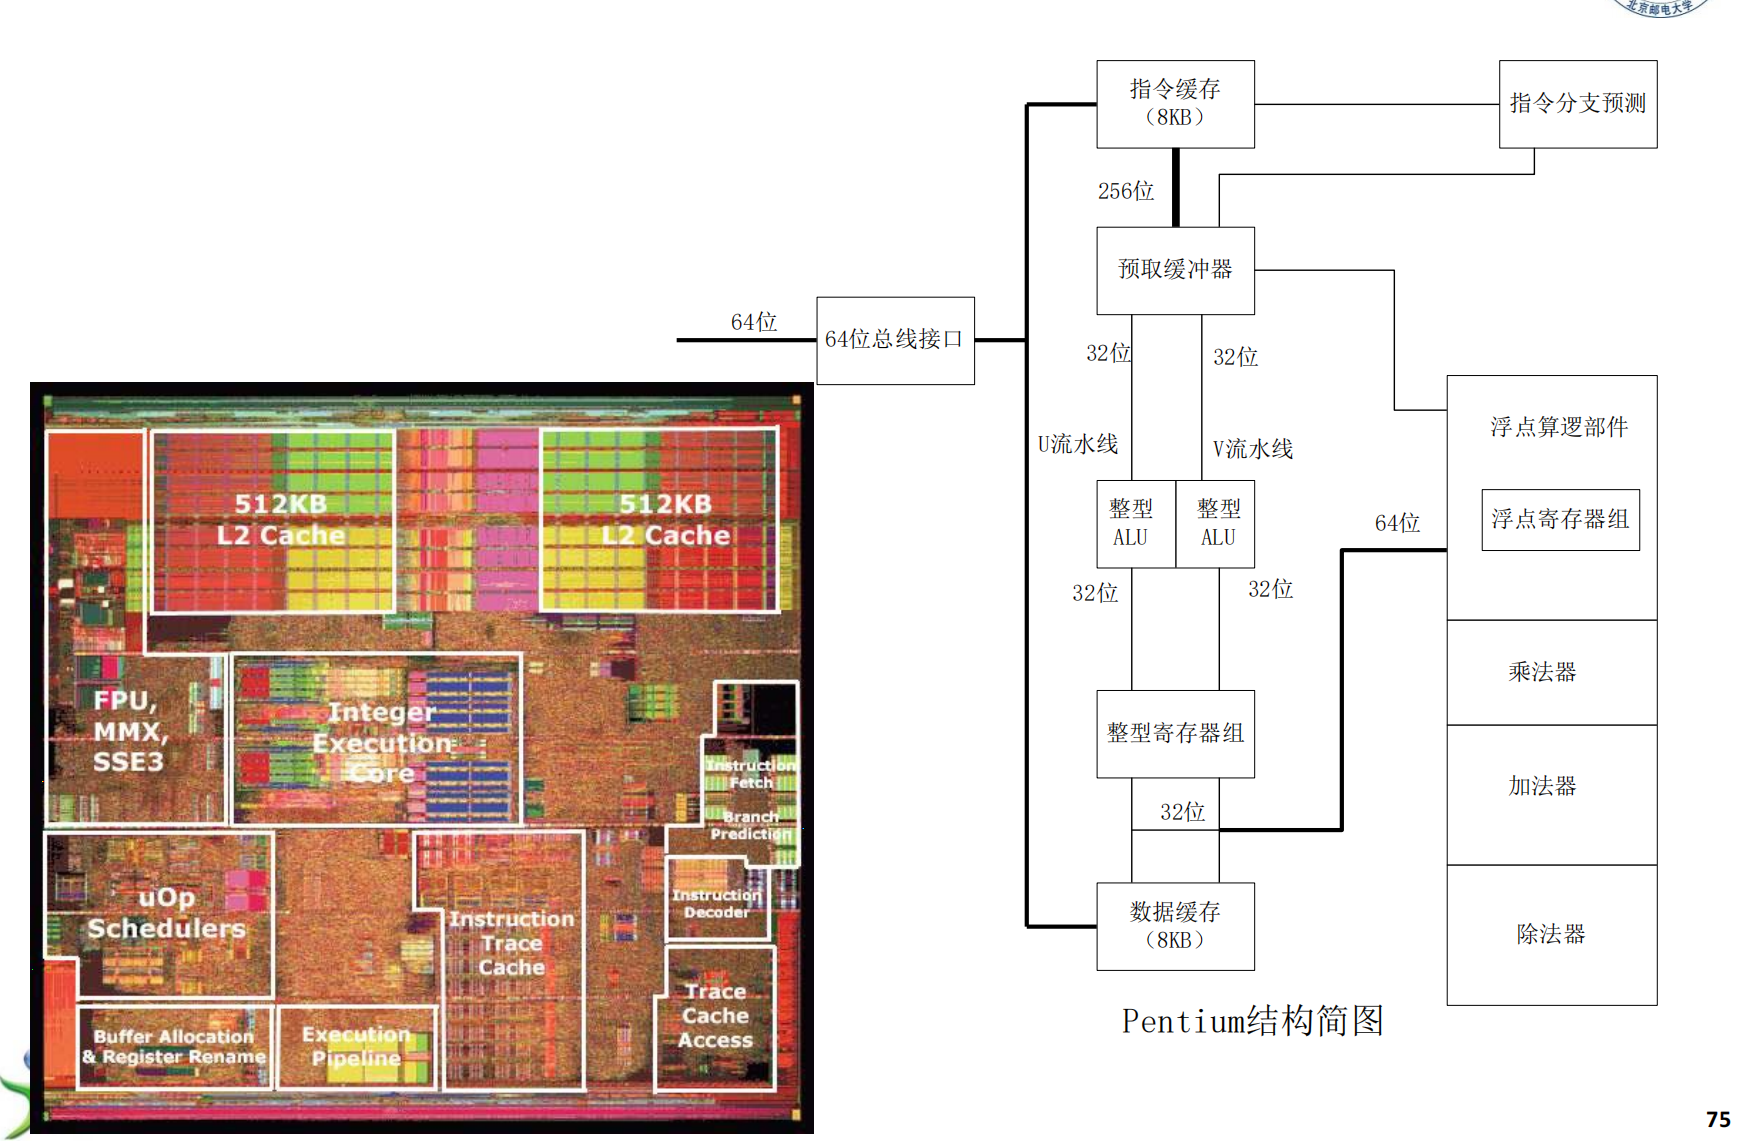 北京邮电大学
指令缓存
（8KB）
指令分支预测
256位
预取缓冲器
64位
64位总线接口
32位
32位
U流水线
V流水线
整型
ALU
整型
ALU
32位
32位
64位
浮点算逻部件
浮点寄存器组
乘法器
加法器
除法器
整型寄存器组
32位
数据缓存
（8KB）
Pentium结构简图
512KB
L2 Cache
512KB
L2 Cache
FPU,
MMX,
SSE3
Integer
Execution
Core
Instruction
Fetch
Branch
Prediction
uOp
Schedulers
Instruction
Trace
Cache
Instruction
Decoder
Trace
Cache
Access
Buffer Allocation
& Register Rename
Execution
Pipeline
75